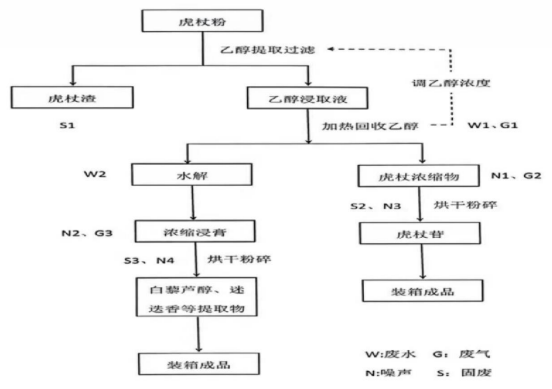 虎杖粉
乙醇提取过滤
调乙醇浓度
虎杖渣
乙醇浸取液
S1
加热回收乙醇
W1、G1
W2
水解
虎杖浓缩物
N1、G2
S2、N3
烘干粉碎
N2、G3
浓缩浸膏
虎杖苷
S3、N4
烘干粉碎
白藜芦醇、迷
迭香等提取物
装箱成品
装箱成品
W:废水 G：废气
N:噪声 S：固废